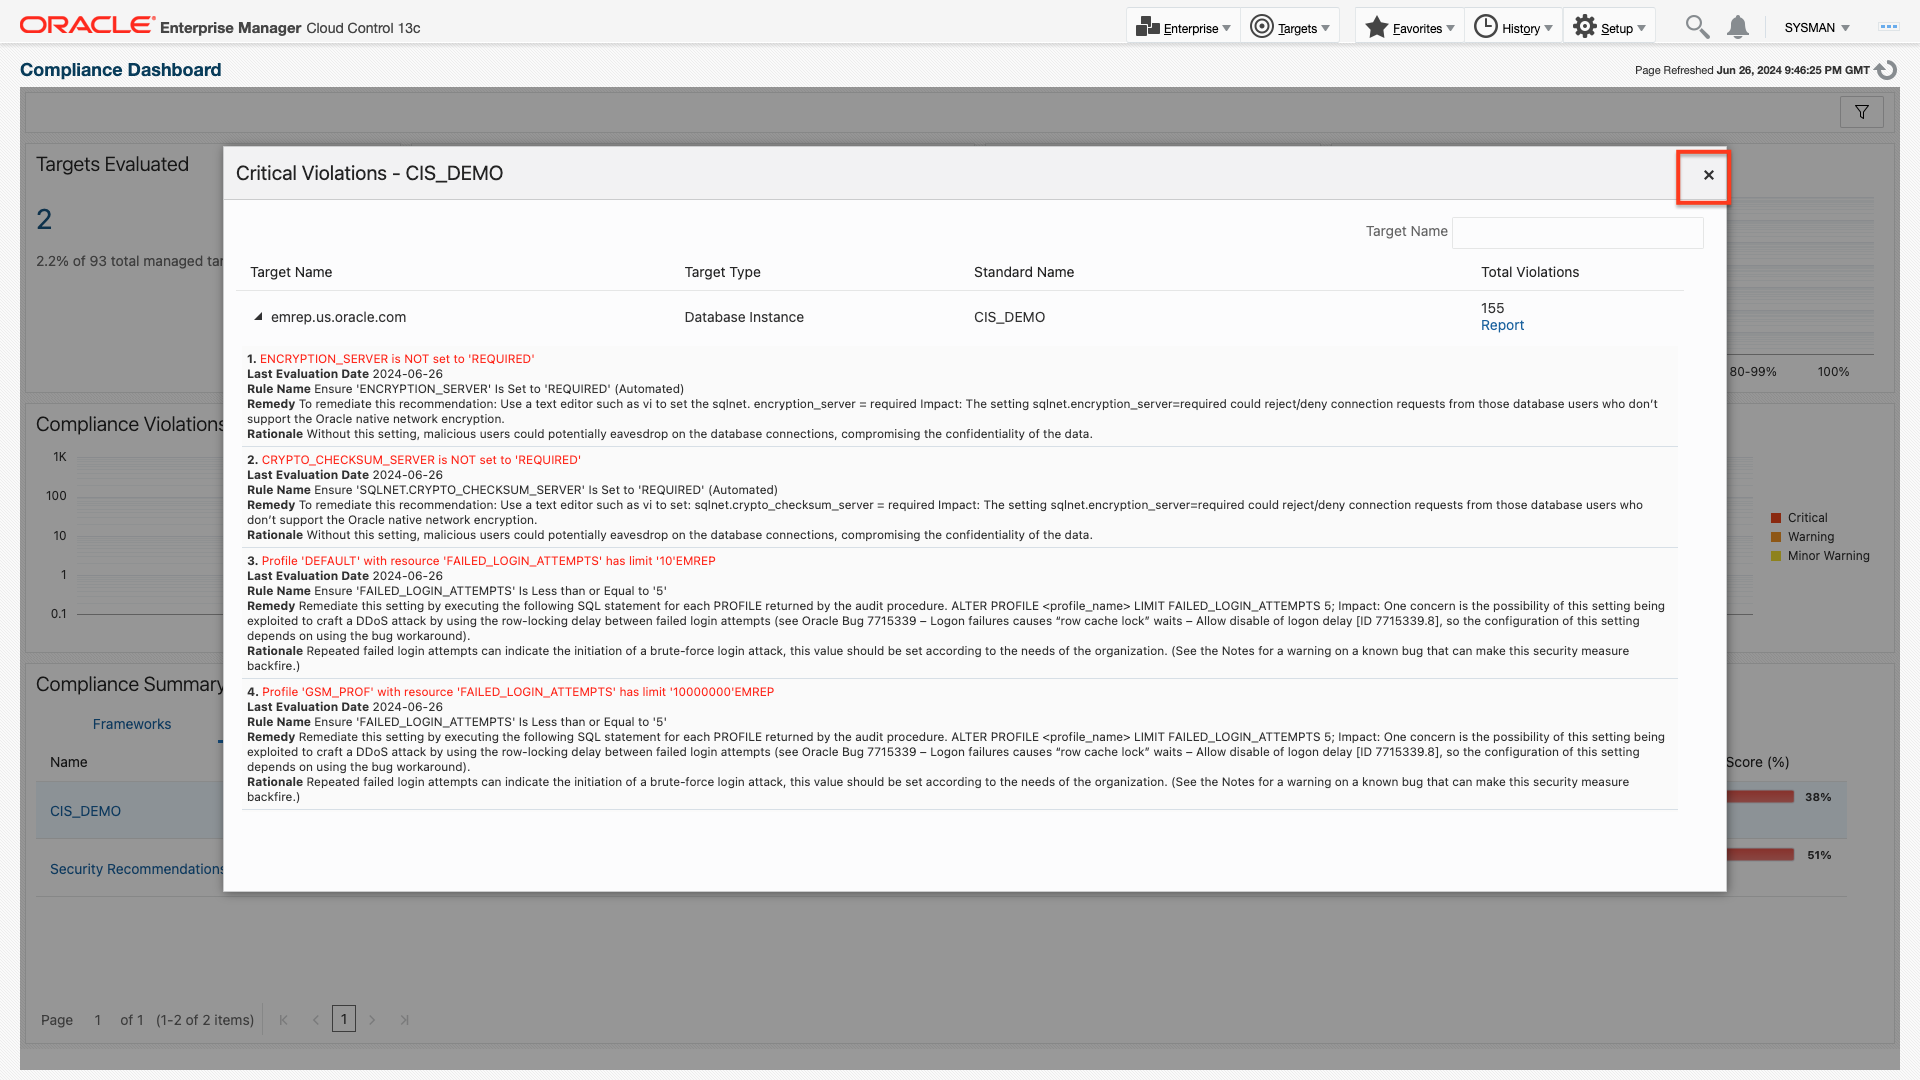 ORACLE Enterprise Manager Cloud Control 13c
Enterprise Targets Favorites History Setup SYSMAN
Compliance Dashboard
Page Refreshed Jun 26, 2024 9:46:25 PM GMT
Targets Evaluated
2
2.2% of 93 total managed tar
80-99% 100%
Compliance Violations
1K
100
10
1
0.1
Critical
Warning
Minor Warning
Compliance Summary
Frameworks
Name
Score (%)
CIS_DEMO
38%
Security Recommendations
51%
Page 1 of 1 (1-2 of 2 items) 1
Critical Violations - CIS_DEMO
Target Name
Target Name Target Type Standard Name Total Violations
emrep.us.oracle.com Database Instance CIS_DEMO 155
Report
1. ENCRYPTION_SERVER is NOT set to 'REQUIRED'
Last Evaluation Date 2024-06-26
Rule Name Ensure 'ENCRYPTION_SERVER' Is Set to 'REQUIRED' (Automated)
Remedy To remediate this recommendation: Use a text editor such as vi to set the sqlnet. encryption_server = required Impact: The setting sqlnet.encryption_server=required could reject/deny connection requests from those database users who don’t
support the Oracle native network encryption.
Rationale Without this setting, malicious users could potentially eavesdrop on the database connections, compromising the confidentiality of the data.
2. CRYPTO_CHECKSUM_SERVER is NOT set to 'REQUIRED'
Last Evaluation Date 2024-06-26
Rule Name Ensure 'SQLNET.CRYPTO_CHECKSUM_SERVER' Is Set to 'REQUIRED' (Automated)
Remedy To remediate this recommendation: Use a text editor such as vi to set: sqlnet.crypto_checksum_server = required Impact: The setting sqlnet.encryption_server=required could reject/deny connection requests from those database users who
don’t support the Oracle native network encryption.
Rationale Without this setting, malicious users could potentially eavesdrop on the database connections, compromising the confidentiality of the data.
3. Profile 'DEFAULT' with resource 'FAILED_LOGIN_ATTEMPTS' has limit '10'EMREP
Last Evaluation Date 2024-06-26
Rule Name Ensure 'FAILED_LOGIN_ATTEMPTS' Is Less than or Equal to '5'
Remedy Remediate this setting by executing the following SQL statement for each PROFILE returned by the audit procedure. ALTER PROFILE <profile_name> LIMIT FAILED_LOGIN_ATTEMPTS 5; Impact: One concern is the possibility of this setting being
exploited to craft a DDoS attack by using the row-locking delay between failed login attempts (see Oracle Bug 7715339 – Logon failures causes “row cache lock” waits – Allow disable of logon delay [ID 7715339.8], so the configuration of this setting
depends on using the bug workaround).
Rationale Repeated failed login attempts can indicate the initiation of a brute-force login attack, this value should be set according to the needs of the organization. (See the Notes for a warning on a known bug that can make this security measure
backfire.)
4. Profile 'GSM_PROF' with resource 'FAILED_LOGIN_ATTEMPTS' has limit '10000000'EMREP
Last Evaluation Date 2024-06-26
Rule Name Ensure 'FAILED_LOGIN_ATTEMPTS' Is Less than or Equal to '5'
Remedy Remediate this setting by executing the following SQL statement for each PROFILE returned by the audit procedure. ALTER PROFILE <profile_name> LIMIT FAILED_LOGIN_ATTEMPTS 5; Impact: One concern is the possibility of this setting being
exploited to craft a DDoS attack by using the row-locking delay between failed login attempts (see Oracle Bug 7715339 – Logon failures causes “row cache lock” waits – Allow disable of logon delay [ID 7715339.8], so the configuration of this setting
depends on using the bug workaround).
Rationale Repeated failed login attempts can indicate the initiation of a brute-force login attack, this value should be set according to the needs of the organization. (See the Notes for a warning on a known bug that can make this security measure
backfire.)